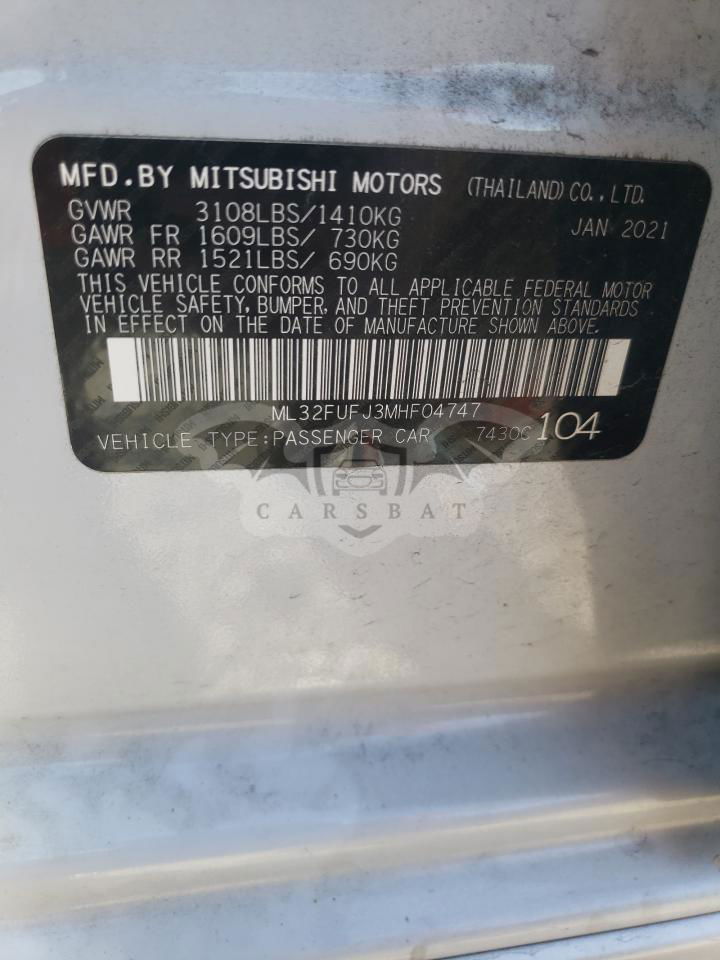 MFD.BY MITSUBISHI MOTORS (THAILAND) CO., LTD.
GVWR 3108LBS/1410KG JAN 2021
GAWR FR 1609LBS/ 730KG
GAWR RR 1521LBS/ 690KG
THIS VEHICLE CONFORMS TO ALL APPLICABLE FEDERAL MOTOR
VEHICLE SAFETY, BUMPER, AND THEFT PREVENTION STANDARDS
IN EFFECT ON THE DATE OF MANUFACTURE SHOWN ABOVE.
ML32FUFJ3MHF04747
VEHICLE TYPE:PASSENGER CAR 7430C104
CARSBAT